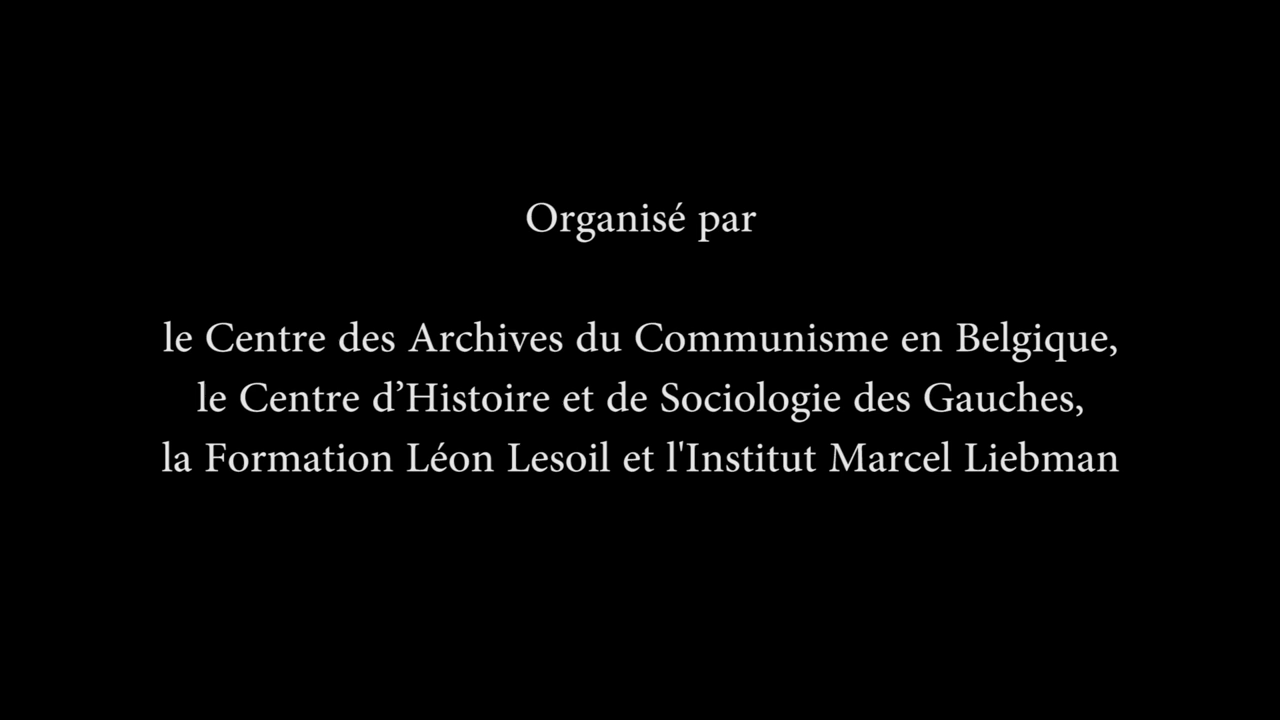 Organisé par
le Centre des Archives du Communisme en Belgique,
le Centre d’Histoire et de Sociologie des Gauches,
la Formation Léon Lesoil et l'Institut Marcel Liebman